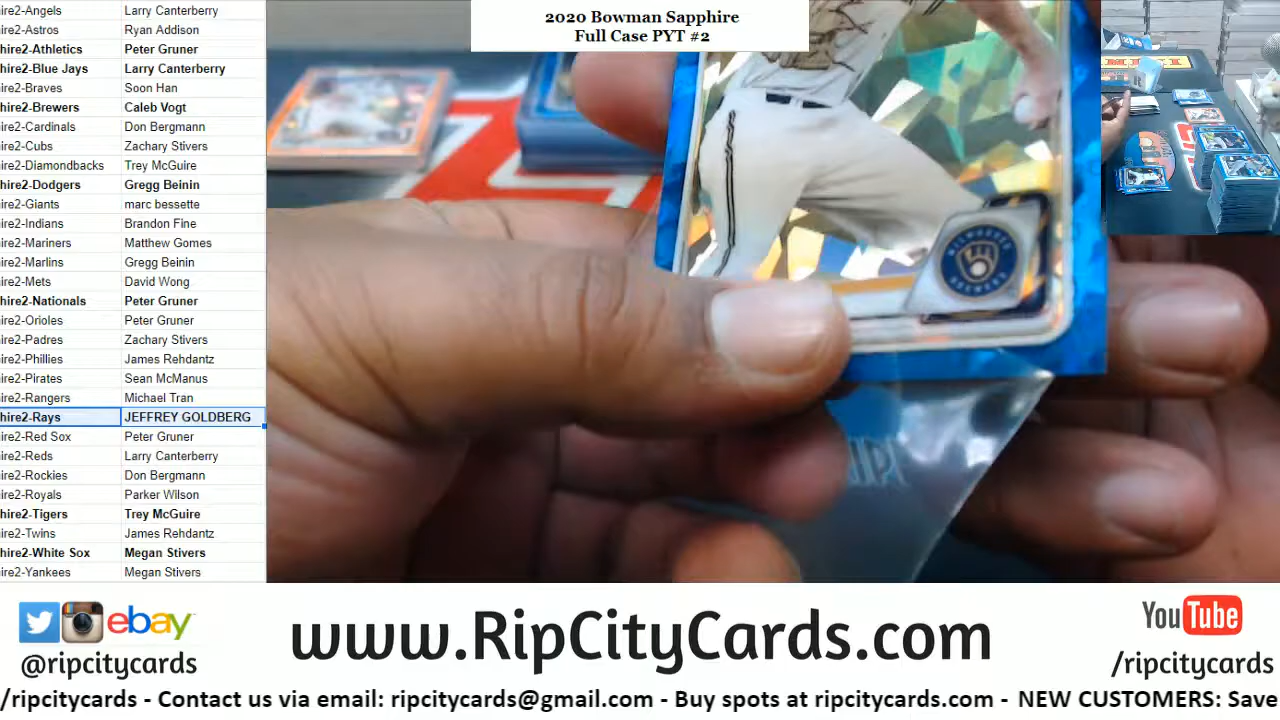 2020 Bowman Sapphire
Full Case PYT #2
hire2-Angels Larry Canterberry
ire2-Astros Ryan Addison
hire2-Athletics Peter Gruner
hire2-Blue Jays Larry Canterberry
ire2-Braves Soon Han
hire2-Brewers Caleb Vogt
ire2-Cardinals Don Bergmann
ire2-Cubs Zachary Stivers
ire2-Diamondbacks Trey McGuire
hire2-Dodgers Gregg Beinin
ire2-Giants marc bessette
ire2-Indians Brandon Fine
ire2-Mariners Matthew Gomes
ire2-Marlins Gregg Beinin
ire2-Mets David Wong
hire2-Nationals Peter Gruner
ire2-Orioles Peter Gruner
ire2-Padres Zachary Stivers
ire2-Phillies James Rehdantz
ire2-Pirates Sean McManus
ire2-Rangers Michael Tran
hire2-Rays JEFFREY GOLDBERG
ire2-Red Sox Peter Gruner
ire2-Reds Larry Canterberry
ire2-Rockies Don Bergmann
ire2-Royals Parker Wilson
hire2-Tigers Trey McGuire
ire2-Twins James Rehdantz
hire2-White Sox Megan Stivers
ire2-Yankees Megan Stivers
MILWAUKEE
BREWERS
ebay
@ripcitycards
www.RipCityCards.com
YouTube
/ripcitycards
/ripcitycards - Contact us via email: ripcitycards@gmail.com - Buy spots at ripcitycards.com - NEW CUSTOMERS: Save